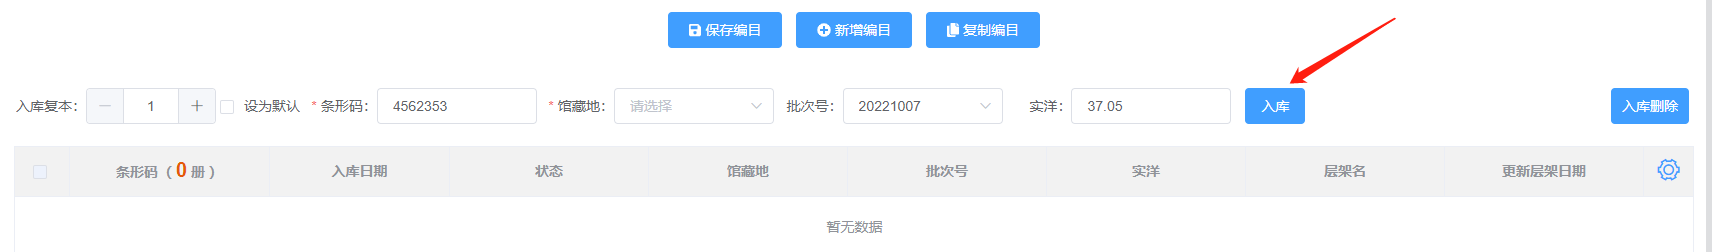 保存编目 新增编目 复制编目
入库复本: 1 设为默认 * 条形码: 4562353 * 馆藏地: 请选择 批次号: 20221007 实洋: 37.05 入库 入库删除
条形码（0 册） 入库日期 状态 馆藏地 批次号 实洋 层架名 更新层架日期
暂无数据